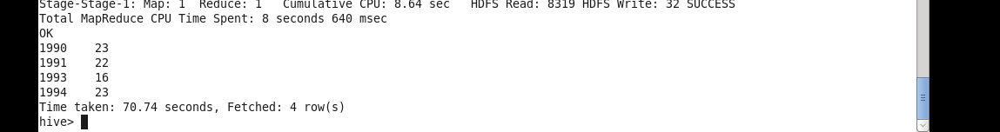 Stage-Stage-1: Map: 1  Reduce: 1   Cumulative CPU: 8.64 sec   HDFS Read: 8319 HDFS Write: 32 SUCCESS
Total MapReduce CPU Time Spent: 8 seconds 640 msec
OK
1990    23
1991    22
1993    16
1994    23
Time taken: 70.74 seconds, Fetched: 4 row(s)
hive>